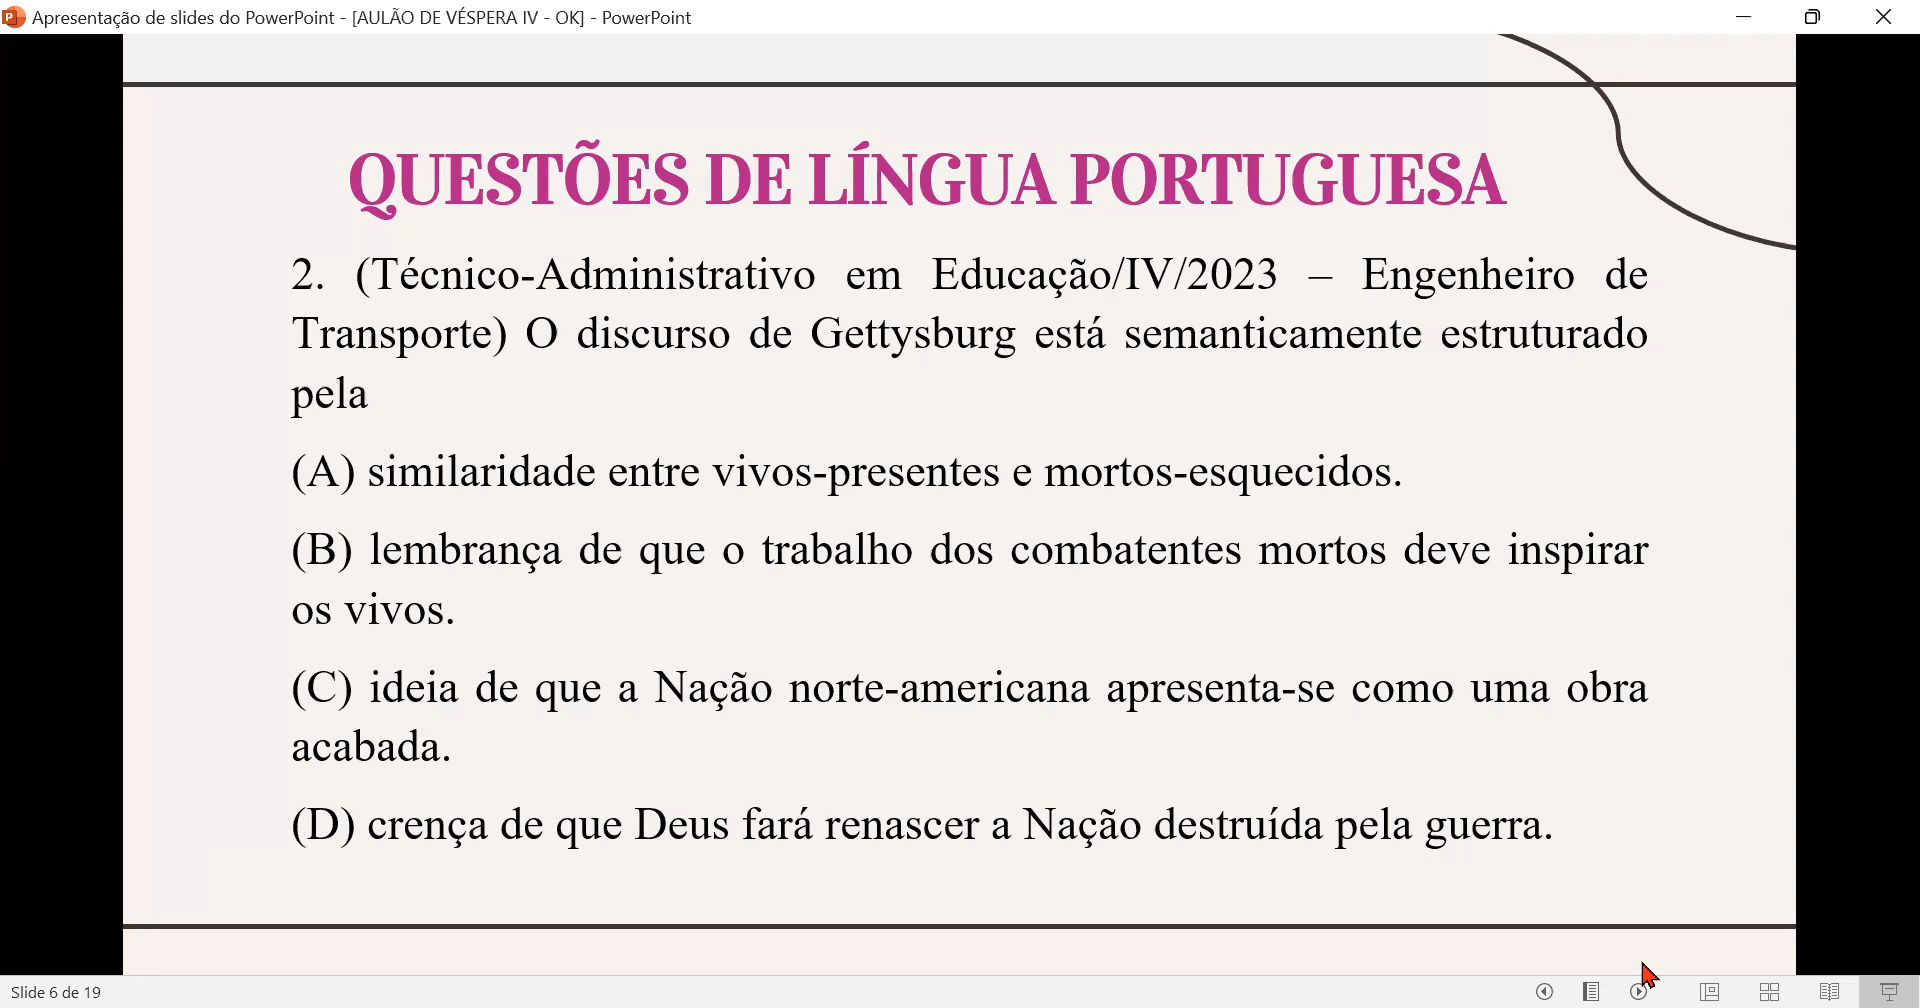 Apresentação de slides do PowerPoint - [AULÃO DE VÉSPERA IV - OK] - PowerPoint
QUESTÕES DE LÍNGUA PORTUGUESA
2. (Técnico-Administrativo em Educação/IV/2023 – Engenheiro de
Transporte) O discurso de Gettysburg está semanticamente estruturado
pela
(A) similaridade entre vivos-presentes e mortos-esquecidos.
(B) lembrança de que o trabalho dos combatentes mortos deve inspirar
os vivos.
(C) ideia de que a Nação norte-americana apresenta-se como uma obra
acabada.
(D) crença de que Deus fará renascer a Nação destruída pela guerra.
Slide 6 de 19